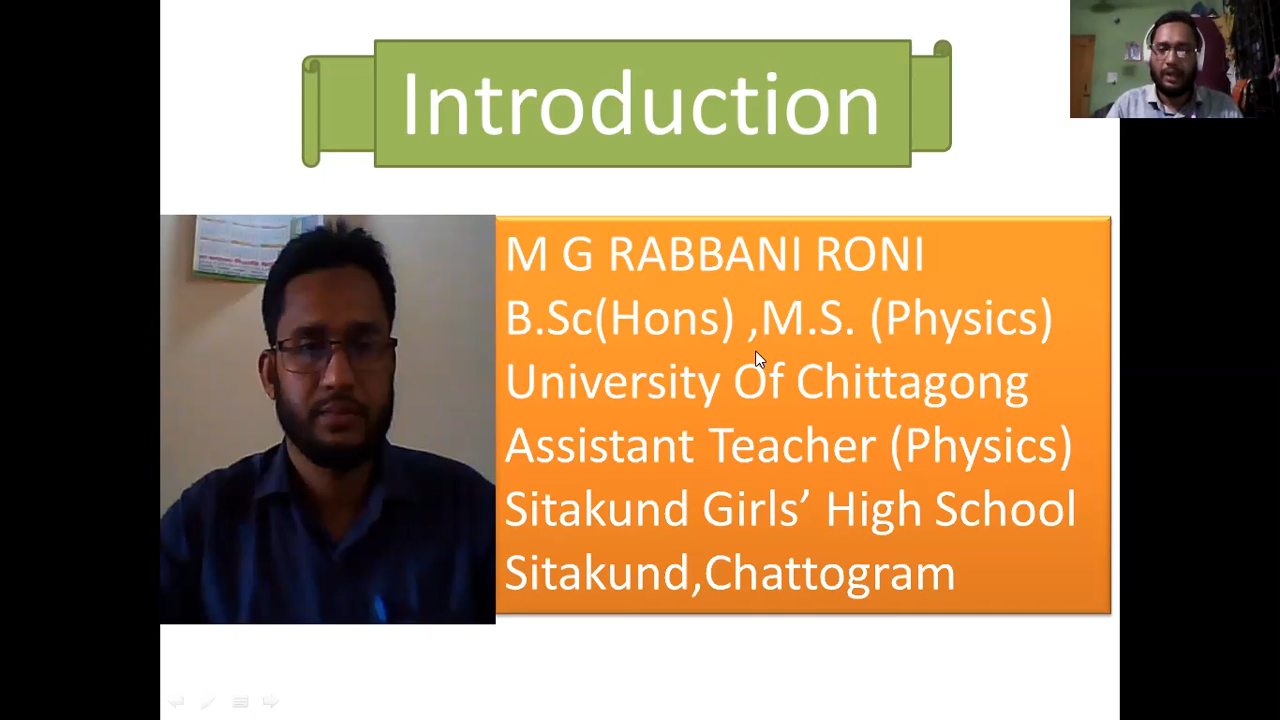 Introduction
M G RABBANI RONI
B.Sc(Hons) ,M.S. (Physics)
University Of Chittagong
Assistant Teacher (Physics)
Sitakund Girls’ High School
Sitakund,Chattogram